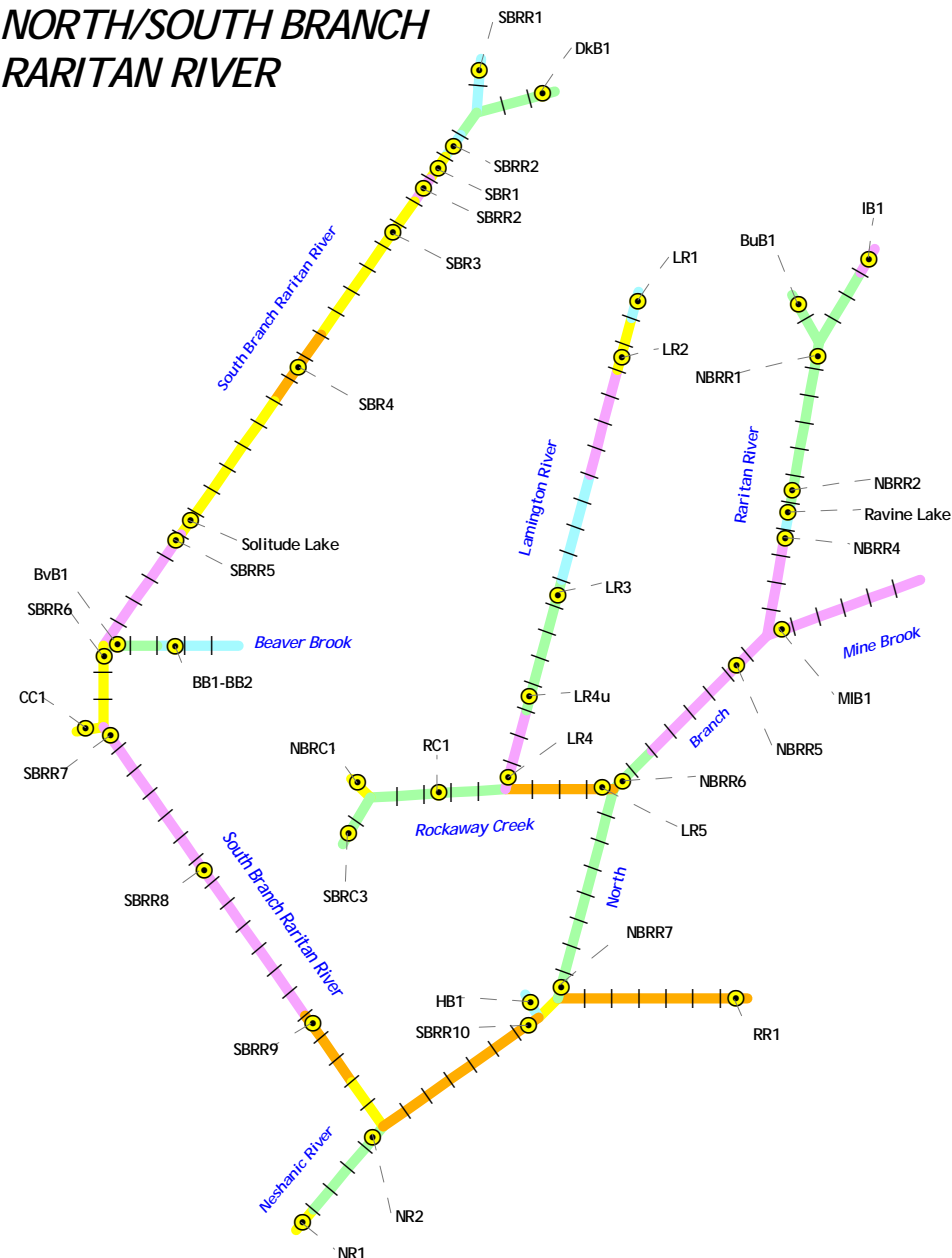 NORTH/SOUTH BRANCH
RARITAN RIVER
SBRR1
DkB1
SBRR2
SBR1
SBRR2
SBR3
South Branch Raritan River
SBR4
IB1
BuB1
LR1
LR2
NBRR1
Lamington River
Raritan River
NBRR2
Ravine Lake
NBRR4
Solitude Lake
SBRR5
BvB1
SBRR6
LR3
Beaver Brook
BB1-BB2
Mine Brook
MIB1
CC1
SBRR7
LR4u
Branch
NBRR5
NBRC1
RC1
LR4
NBRR6
LR5
Rockaway Creek
SBRC3
SBRR8
South Branch Raritan River
North
NBRR7
HB1
SBRR10
RR1
SBRR9
Neshanic River
NR2
NR1